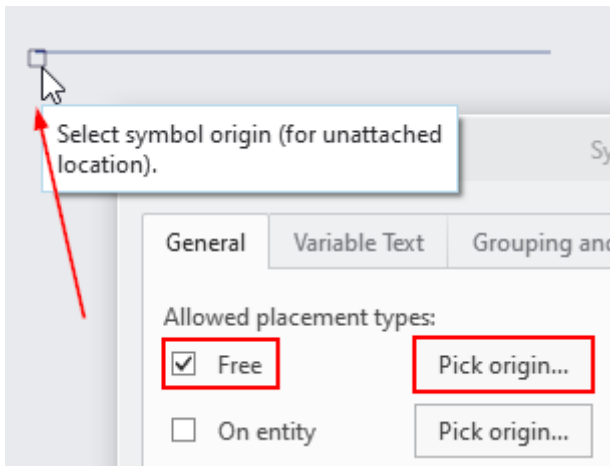 Select symbol origin (for unattached
location).
Sy
General Variable Text Grouping and
Allowed placement types:
Free Pick origin...
On entity Pick origin...